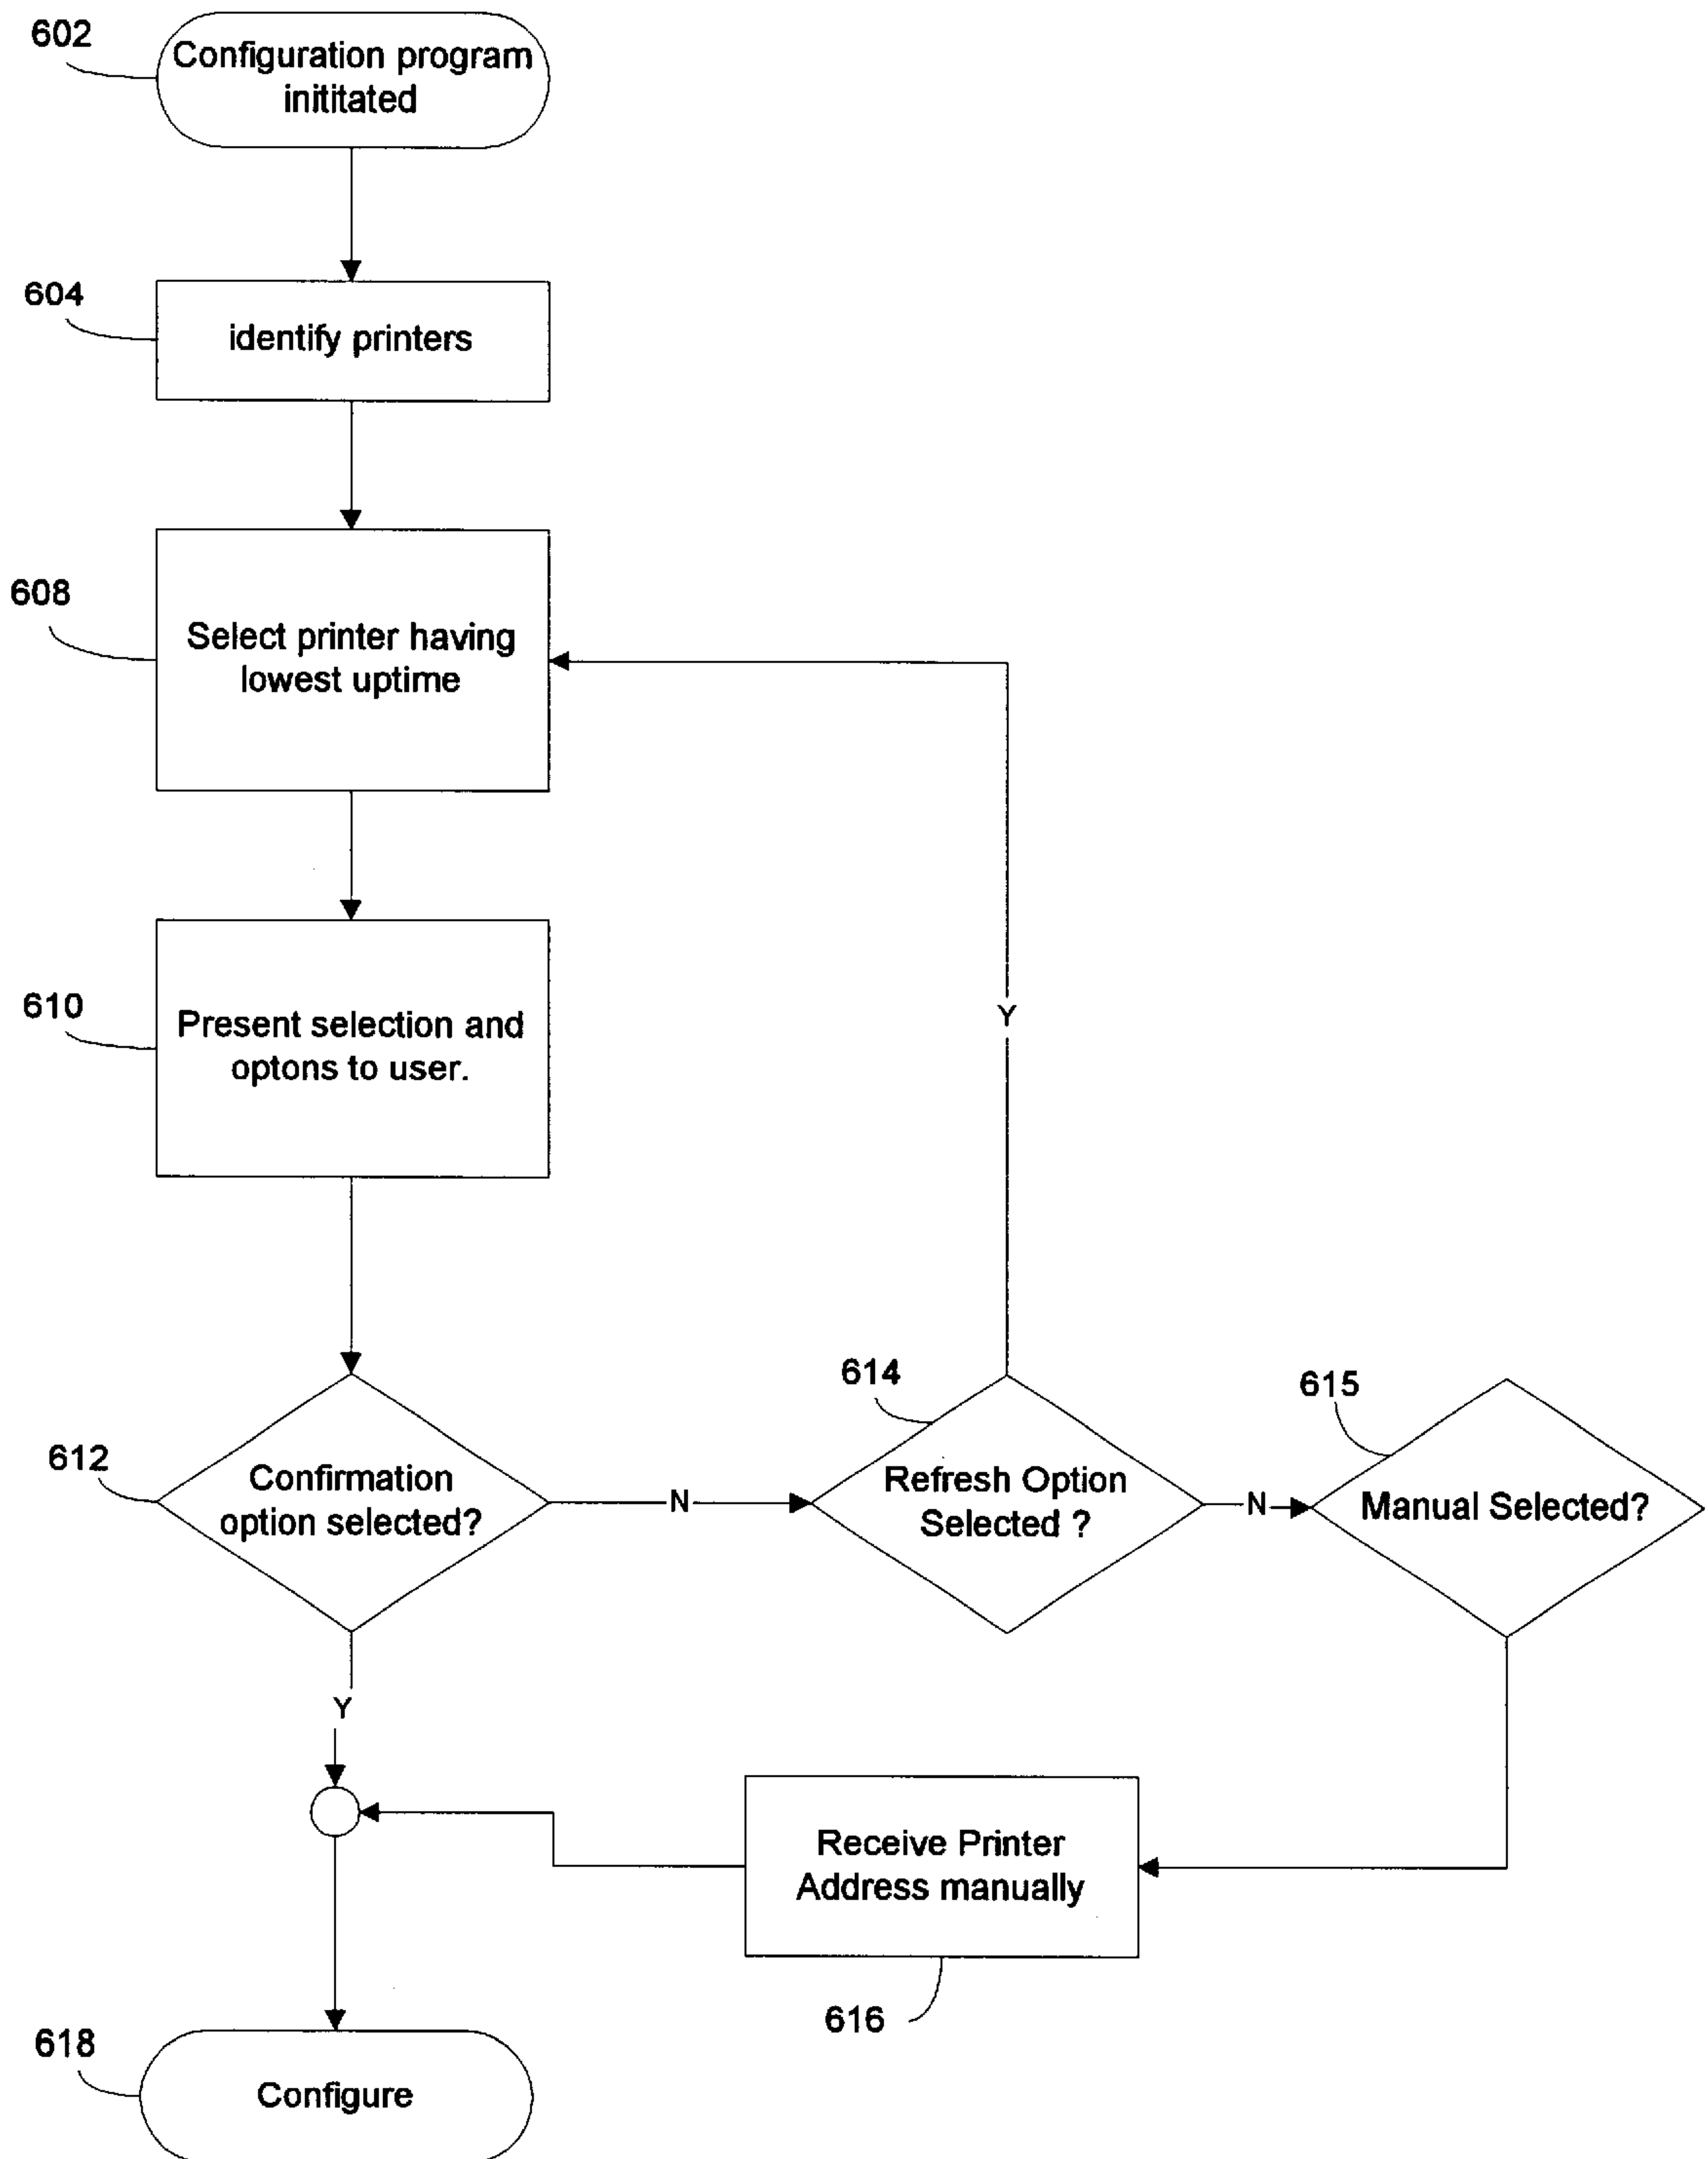 602
Configuration program
inititated
604
identify printers
608
Select printer having
lowest uptime
610
Present selection and
optons to user.
Y
612
Confirmation
option selected?
N
614
Refresh Option
Selected ?
N
615
Manual Selected?
Y
Receive Printer
Address manually
616
618
Configure